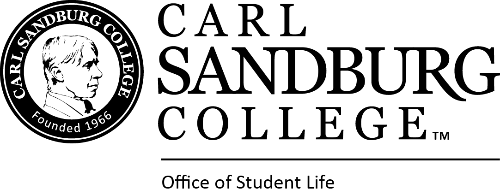 CARL SANDBURG COLLEGE
Founded 1966
CARL
SANDBURG
COLLEGE™
Office of Student Life